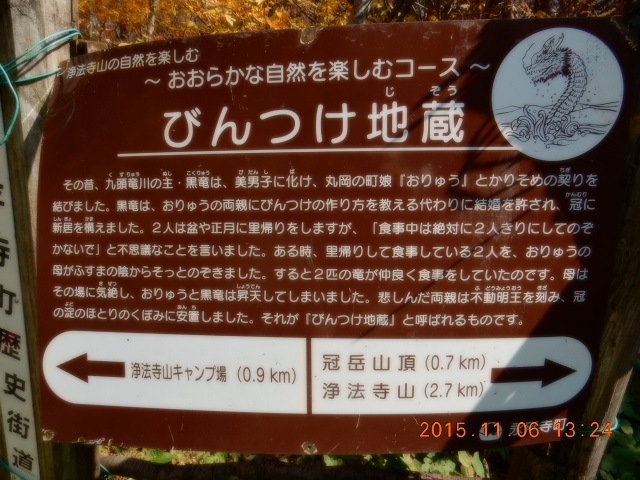 浄法寺山の自然を楽しむ
～おおらかな自然を楽しむコース～
びんつけ地蔵
じぞう
その昔、九頭竜川の主・黒竜は、美男子に化け、丸岡の町娘『おりゅう』とかりそめの契りを
結びました。黒竜は、おりゅうの両親にびんつけの作り方を教える代わりに結婚を許され、冠に
新居を構えました。2人は盆や正月に里帰りをしますが、「食事中は絶対に2人きりにしてのぞ
かないで」と不思議なことを言いました。ある時、里帰りして食事している2人を、おりゅうの
母がふすまの陰からそっとのぞきました。すると2匹の竜が仲良く食事をしていたのです。母は
その場に気絶し、おりゅうと黒竜は昇天してしまいました。悲しんだ両親は不動明王を刻み、冠
の淀のほとりのくぼみに安置しました。それが『びんつけ地蔵』と呼ばれるものです。
浄法寺山キャンプ場（0.9 km）
冠岳山頂（0.7 km）
浄法寺山（2.7 km）
寺町歴史街道
2015.11.06 13:24